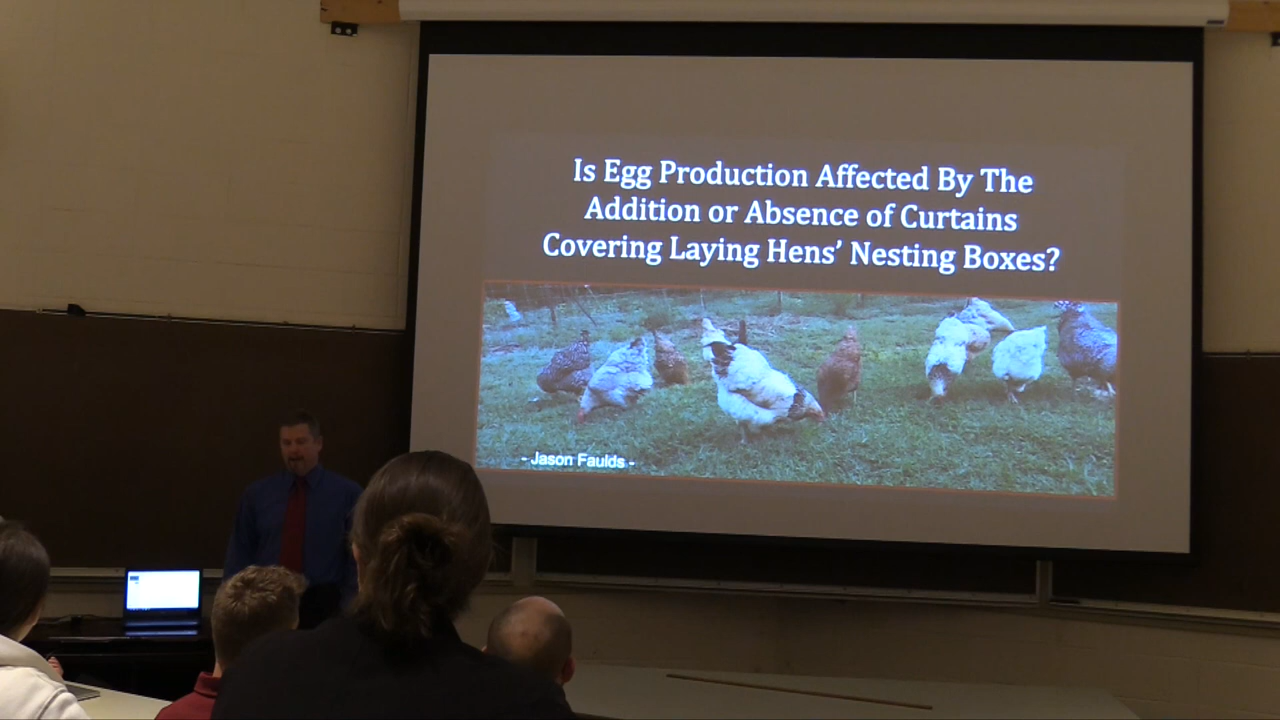 Is Egg Production Affected By The
Addition or Absence of Curtains
Covering Laying Hens' Nesting Boxes?
- Jason Faulds -